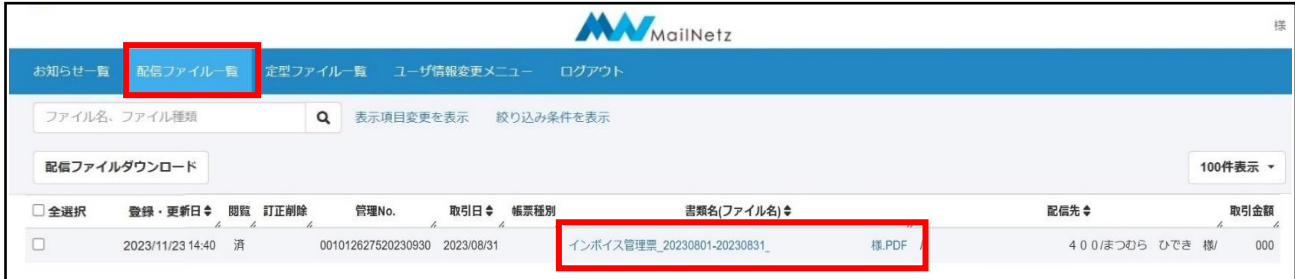 MailNetz
様
お知らせ一覧 配信ファイル一覧 定型ファイル一覧 ユーザ情報変更メニュー ログアウト
ファイル名、ファイル種類 表示項目変更を表示 絞り込み条件を表示
配信ファイルダウンロード 100件表示
全選択 登録・更新日 閲覧 訂正削除 管理No. 取引日 帳票種別 書類名(ファイル名) 配信先 取引金額
2023/11/23 14:40 済 001012627520230930 2023/08/31 インボイス管理票_20230801-20230831_ 様.PDF / 400/まつむら ひでき 様/ 000